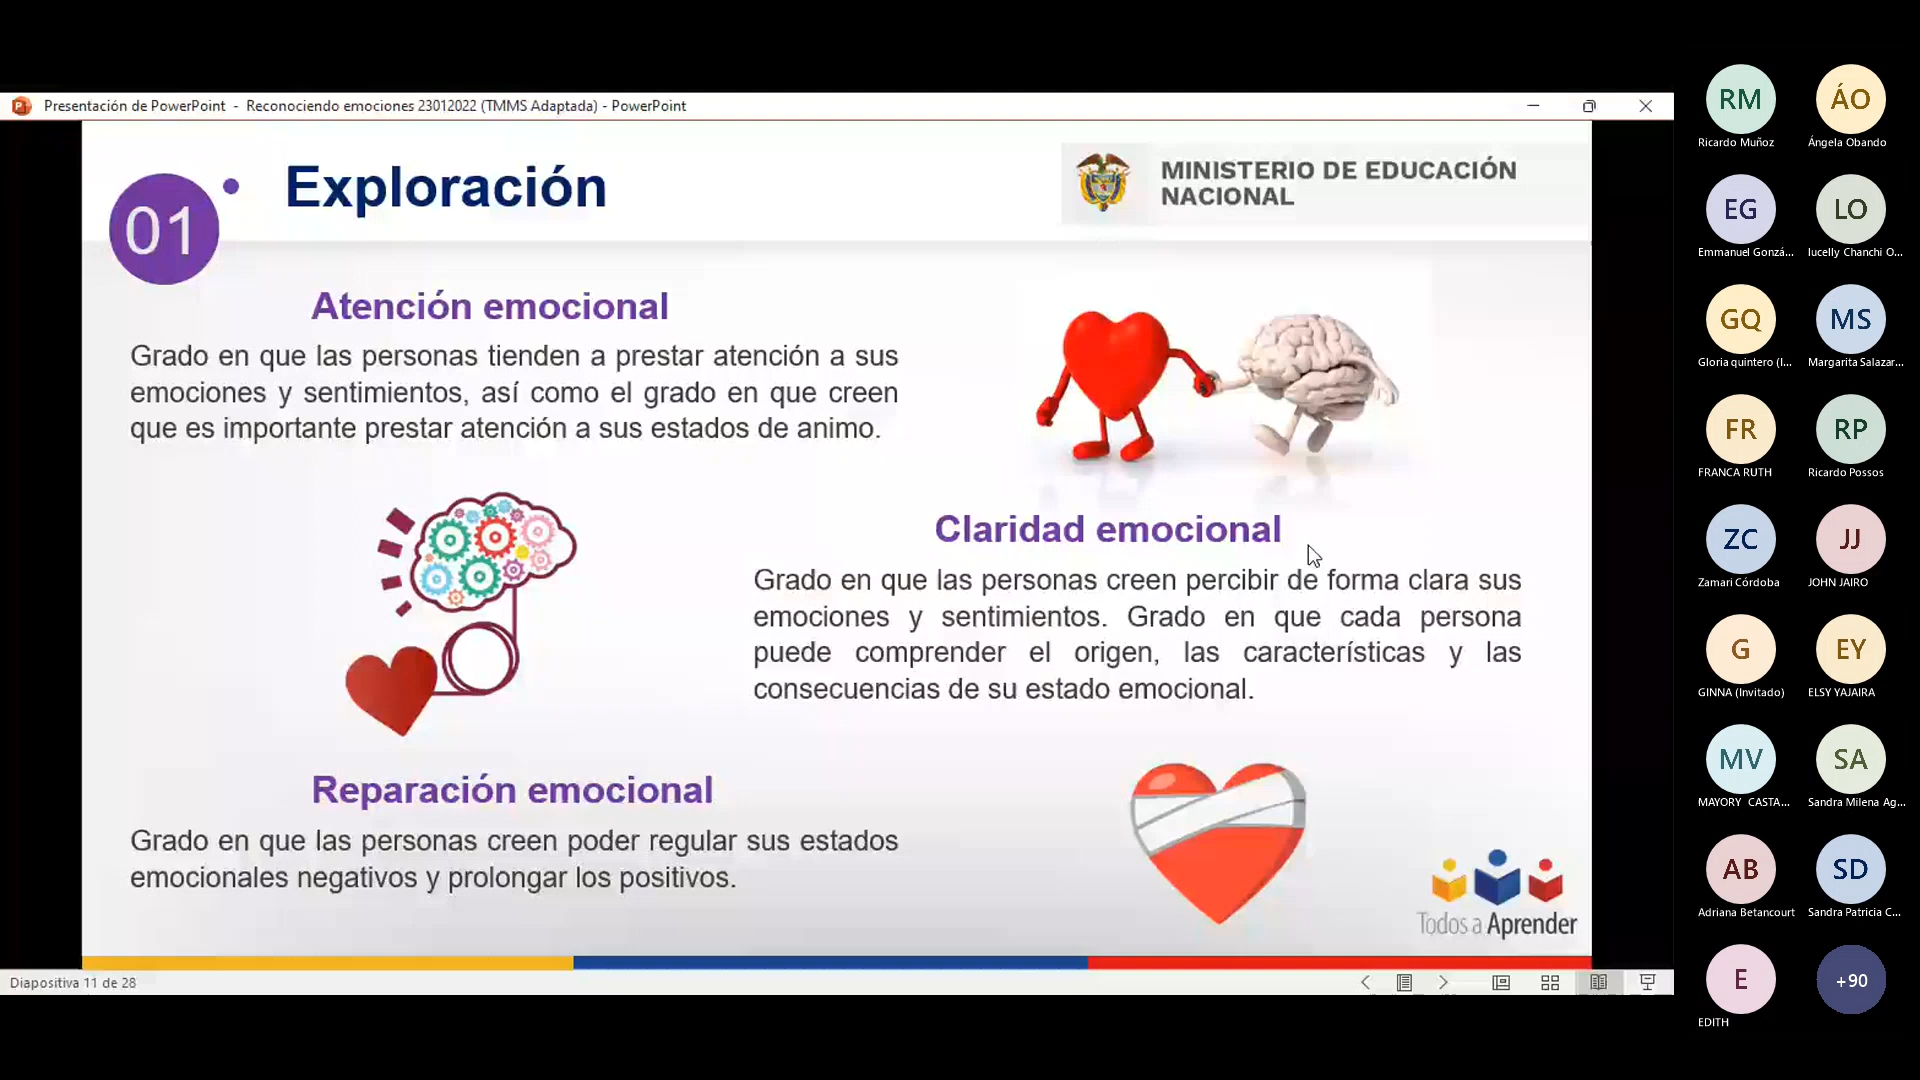 Presentación de PowerPoint - Reconociendo emociones 23012022 (TMMS Adaptada) - PowerPoint
01
Exploración
MINISTERIO DE EDUCACIÓN
NACIONAL
Atención emocional
Grado en que las personas tienden a prestar atención a sus
emociones y sentimientos, así como el grado en que creen
que es importante prestar atención a sus estados de animo.
Claridad emocional
Grado en que las personas creen percibir de forma clara sus
emociones y sentimientos. Grado en que cada persona
puede comprender el origen, las características y las
consecuencias de su estado emocional.
Reparación emocional
Grado en que las personas creen poder regular sus estados
emocionales negativos y prolongar los positivos.
Todos a Aprender
Diapositiva 11 de 28
RM
Ricardo Muñoz
ÁO
Ángela Obando
EG
Emmanuel Gonzá...
LO
lucelly Chanchi O...
GQ
Gloria quintero (I...
MS
Margarita Salazar...
FR
FRANCA RUTH
RP
Ricardo Possos
ZC
Zamari Córdoba
JJ
JOHN JAIRO
G
GINNA (Invitado)
EY
ELSY YAJAIRA
MV
MAYORY CASTA...
SA
Sandra Milena Ag...
AB
Adriana Betancourt
SD
Sandra Patricia C...
E
EDITH
+90